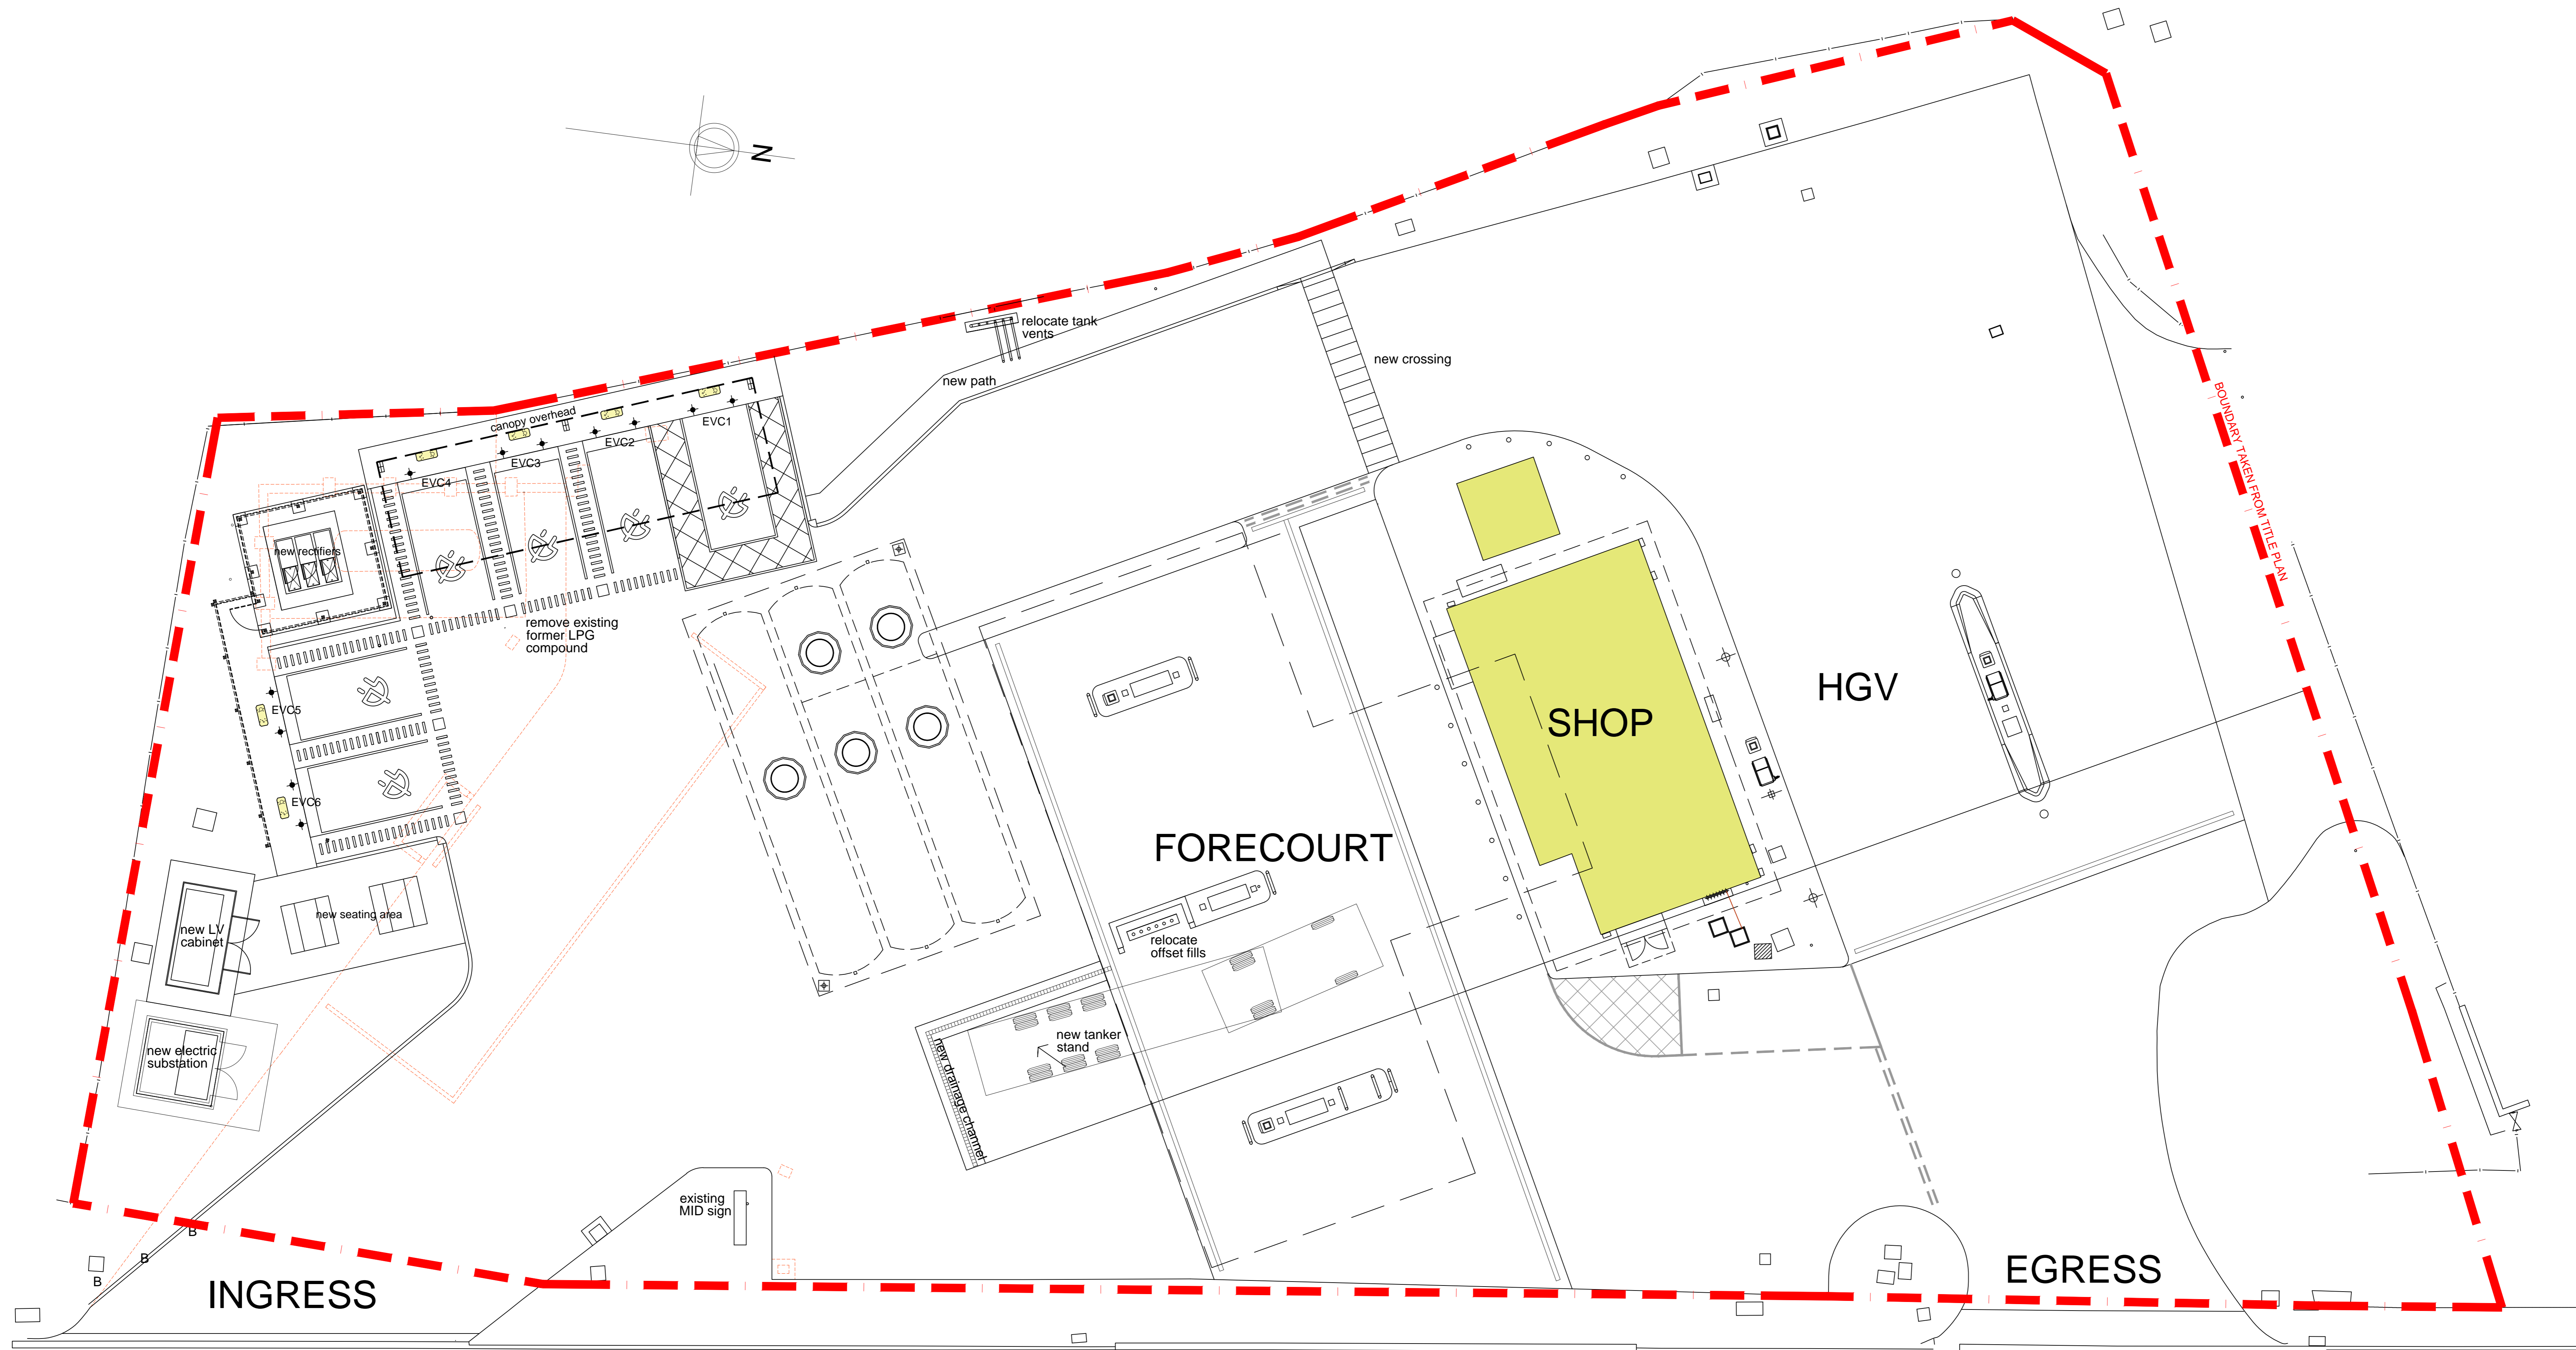 N
BOUNDARY TAKEN FROM TITLE PLAN
relocate tank
vents
new crossing
new path
canopy overhead
EVC1
EVC2
EVC3
EVC4
new rectifiers
remove existing
former LPG
compound
EVC5
EVC6
HGV
SHOP
FORECOURT
new LV
cabinet
new seating area
relocate
offset fills
new electric
substation
new tanker
stand
new drainage channel
existing
MID sign
B
B
B
INGRESS
EGRESS